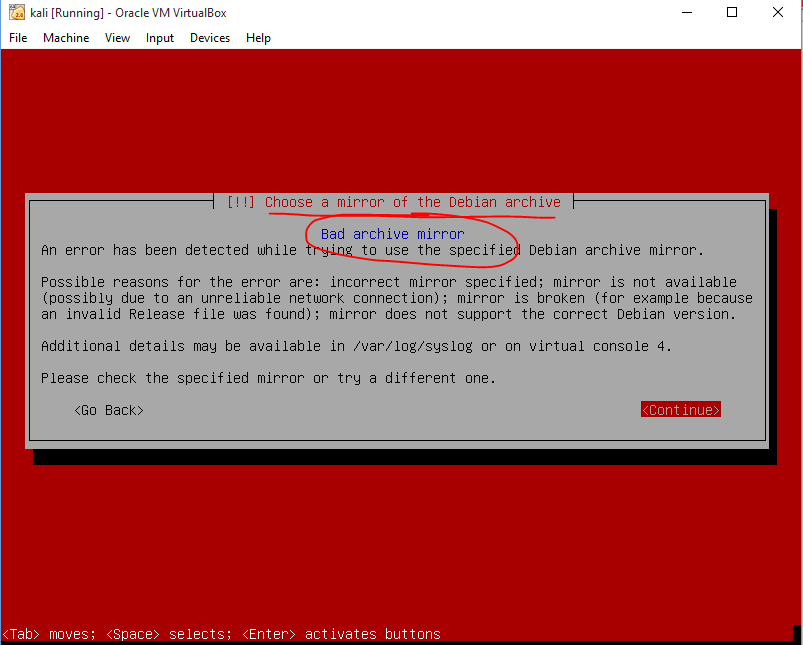 kali [Running] - Oracle VM VirtualBox
File Machine View Input Devices Help
[!!] Choose a mirror of the Debian archive
Bad archive mirror
An error has been detected while trying to use the specified Debian archive mirror.
Possible reasons for the error are: incorrect mirror specified; mirror is not available
(possibly due to an unreliable network connection); mirror is broken (for example because
an invalid Release file was found); mirror does not support the correct Debian version.
Additional details may be available in /var/log/syslog or on virtual console 4.
Please check the specified mirror or try a different one.
<Go Back> <Continue>
<Tab> moves; <Space> selects; <Enter> activates buttons